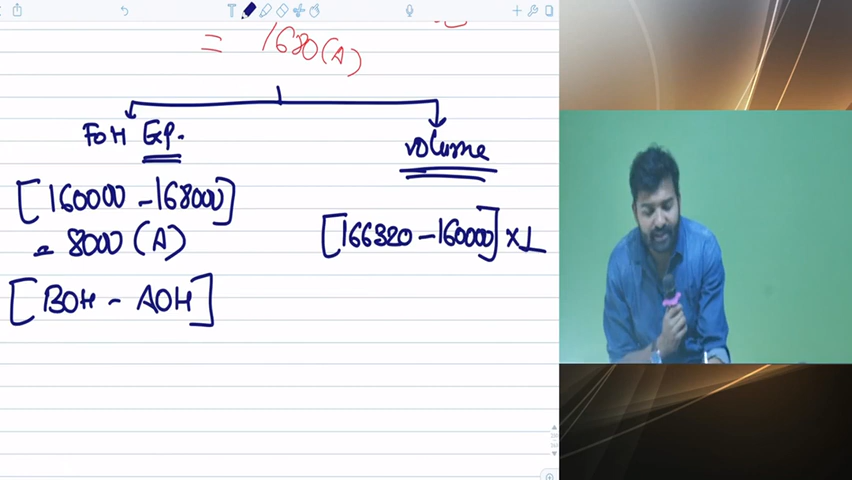 = 1680 (A)
FOH Exp.
volume
[160000 - 168000]
= 8000 (A)
[166320 - 160000] x 1
[BOH - AOH]